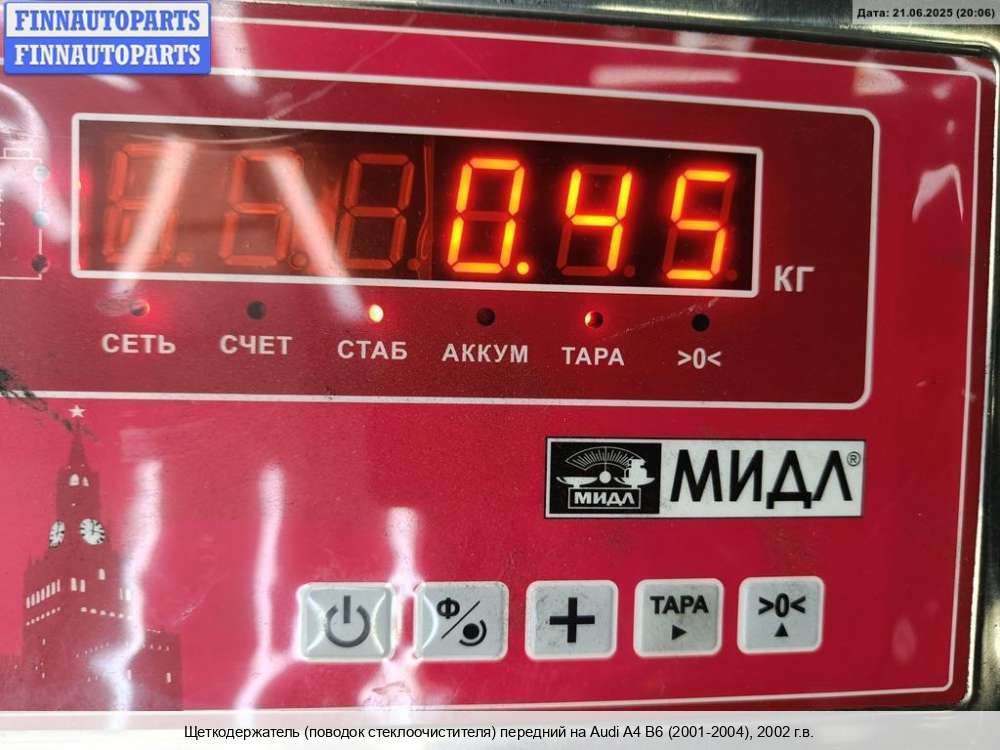 FINNAUTOPARTS
FINNAUTOPARTS
Дата: 21.06.2025 (20:06)
0.45
КГ
СЕТЬ СЧЕТ СТАБ АККУМ ТАРА >0<
МИДЛ МИДЛ®
Ф/ + ТАРА >0<
Щеткодержатель (поводок стеклоочистителя) передний на Audi A4 B6 (2001-2004), 2002 г.в.